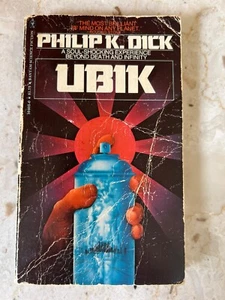 "THE MOST BRILLIANT
SF MIND ON ANY PLANET."
PHILIP K. DICK
A SOUL-SHOCKING EXPERIENCE
BEYOND DEATH AND INFINITY
UBIK